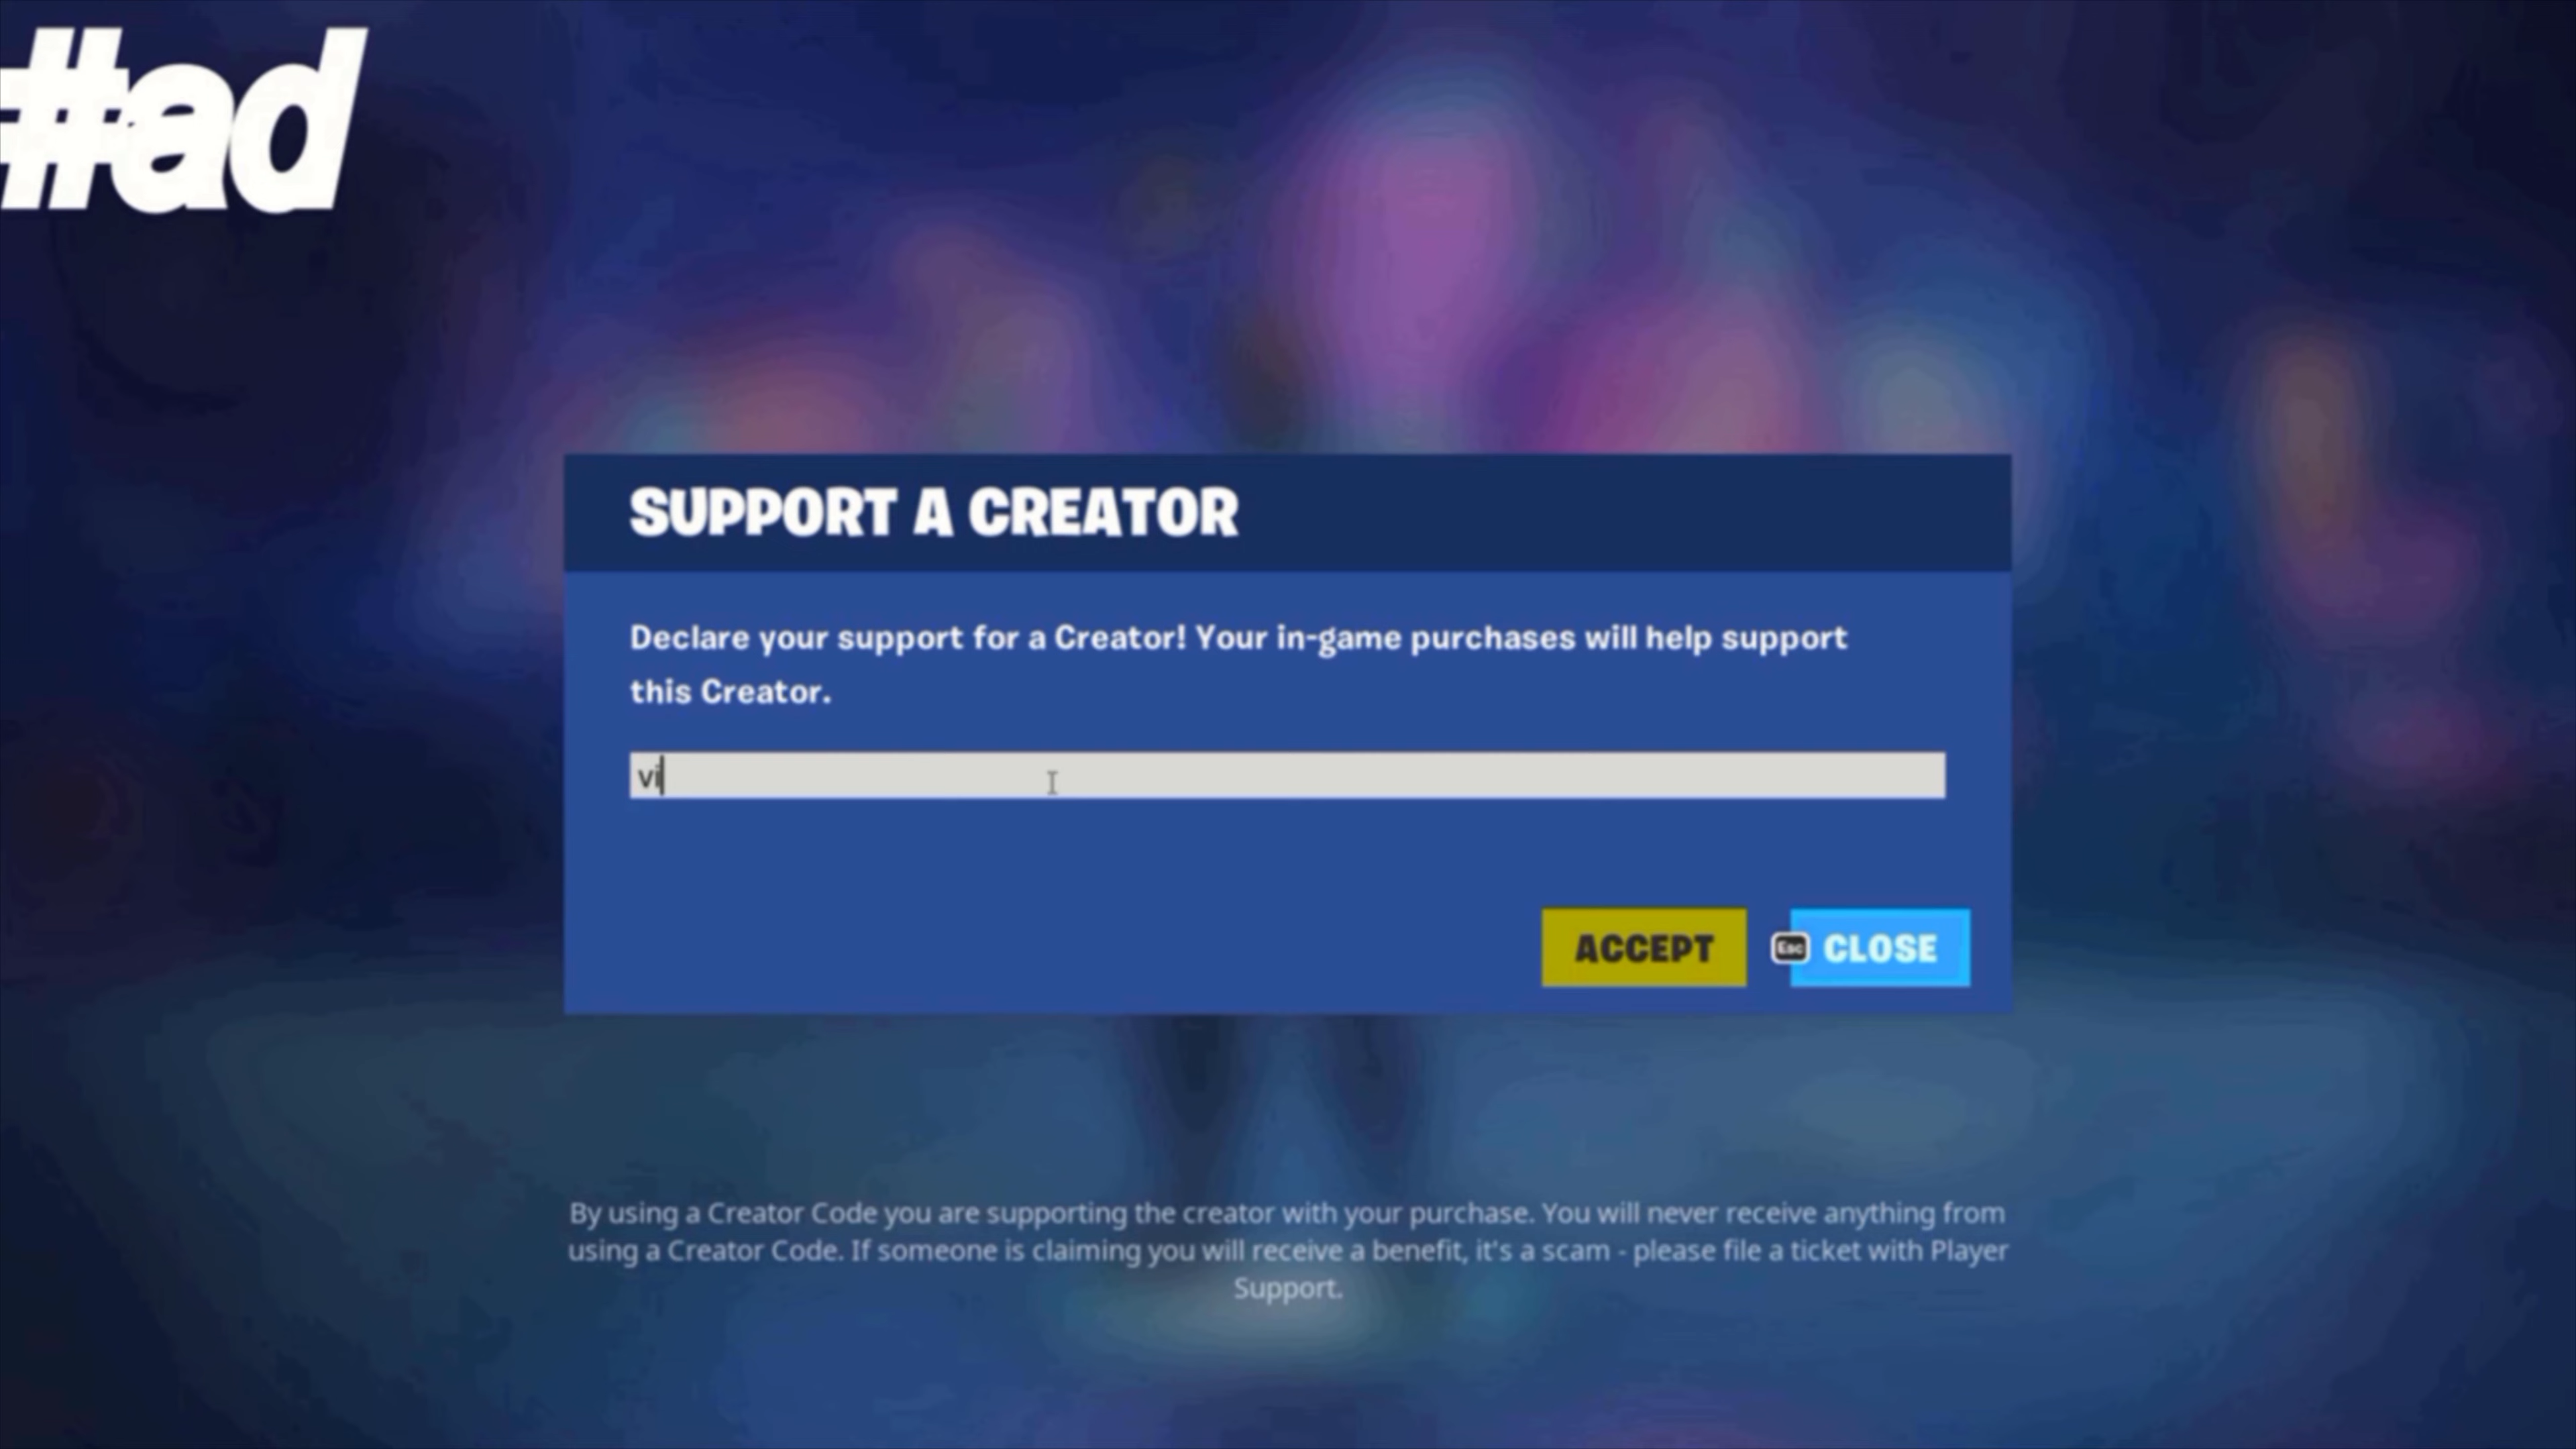 #ad
SUPPORT A CREATOR
Declare your support for a Creator! Your in-game purchases will help support
this Creator.
vi
ACCEPT
Esc CLOSE
By using a Creator Code you are supporting the creator with your purchase. You will never receive anything from
using a Creator Code. If someone is claiming you will receive a benefit, it's a scam - please file a ticket with Player
Support.